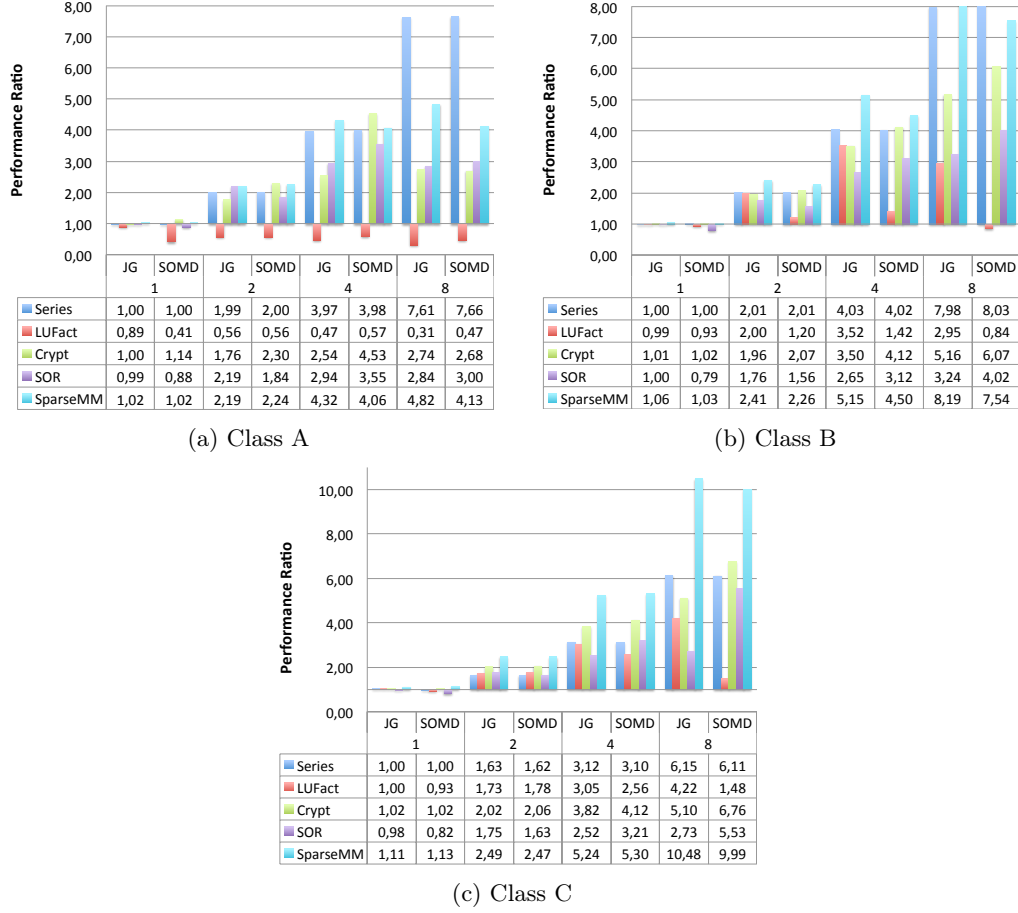 8,00
7,00
6,00
5,00
4,00
3,00
2,00
1,00
0,00
Performance Ratio
JG SOMD JG SOMD JG SOMD JG SOMD
1 2 4 8
Series 1,00 1,00 1,99 2,00 3,97 3,98 7,61 7,66
LUFact 0,89 0,41 0,56 0,56 0,47 0,57 0,31 0,47
Crypt 1,00 1,14 1,76 2,30 2,54 4,53 2,74 2,68
SOR 0,99 0,88 2,19 1,84 2,94 3,55 2,84 3,00
SparseMM 1,02 1,02 2,19 2,24 4,32 4,06 4,82 4,13
(a) Class A
8,00
7,00
6,00
5,00
4,00
3,00
2,00
1,00
0,00
Performance Ratio
JG SOMD JG SOMD JG SOMD JG SOMD
1 2 4 8
Series 1,00 1,00 2,01 2,01 4,03 4,02 7,98 8,03
LUFact 0,99 0,93 2,00 1,20 3,52 1,42 2,95 0,84
Crypt 1,01 1,02 1,96 2,07 3,50 4,12 5,16 6,07
SOR 1,00 0,79 1,76 1,56 2,65 3,12 3,24 4,02
SparseMM 1,06 1,03 2,41 2,26 5,15 4,50 8,19 7,54
(b) Class B
10,00
8,00
6,00
4,00
2,00
0,00
Performance Ratio
JG SOMD JG SOMD JG SOMD JG SOMD
1 2 4 8
Series 1,00 1,00 1,63 1,62 3,12 3,10 6,15 6,11
LUFact 1,00 0,93 1,73 1,78 3,05 2,56 4,22 1,48
Crypt 1,02 1,02 2,02 2,06 3,82 4,12 5,10 6,76
SOR 0,98 0,82 1,75 1,63 2,52 3,21 2,73 5,53
SparseMM 1,11 1,13 2,49 2,47 5,24 5,30 10,48 9,99
(c) Class C